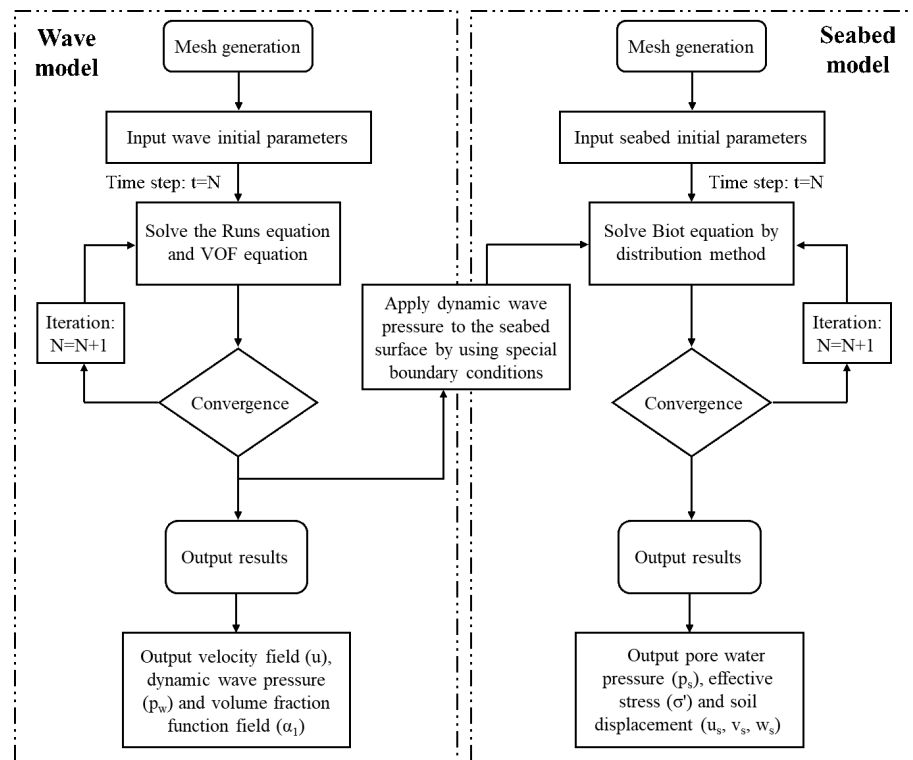 Wave
model
Mesh generation
Input wave initial parameters
Time step: t=N
Solve the Runs equation
and VOF equation
Iteration:
N=N+1
Convergence
Output results
Output velocity field (u),
dynamic wave pressure
(p_w) and volume fraction
function field (α₁)
Apply dynamic wave
pressure to the seabed
surface by using special
boundary conditions
Seabed
model
Mesh generation
Input seabed initial parameters
Time step: t=N
Solve Biot equation by
distribution method
Iteration:
N=N+1
Convergence
Output results
Output pore water
pressure (pₛ), effective
stress (σ') and soil
displacement (uₛ, vₛ, wₛ)